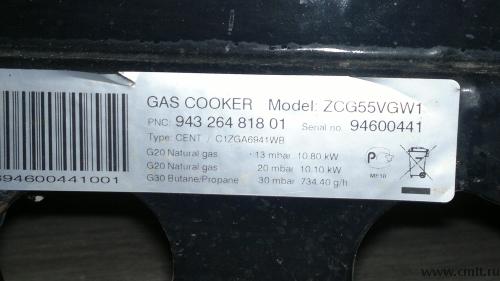 GAS COOKER Model: ZCG55VGW1
PNC: 943 264 818 01 Serial no. 94600441
Type: CENT / C1ZGA6941WB
G20 Natural gas - 13 mbar 10.80 kW
G20 Natural gas 20 mbar 10.10 kW
G30 Butane/Propane 30 mbar 734.40 g/h
ME10
94600441001
www.cmlt.ru